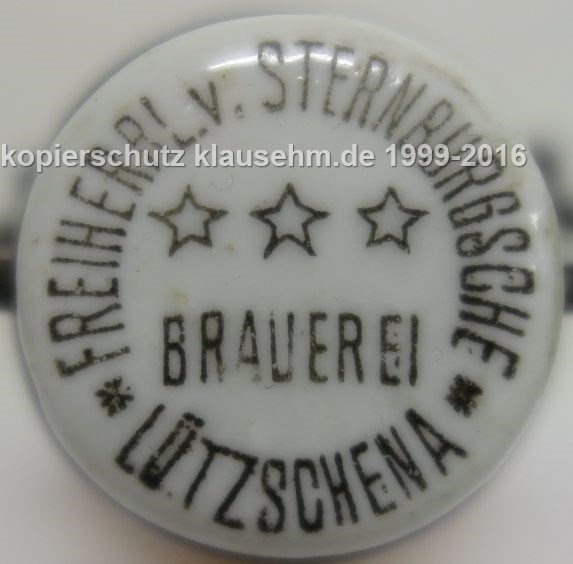 FREIHERRL. v. STERNBURGSCHE
kopierschutz klausehm.de 1999-2016
BRAUEREI
LÜTZSCHENA